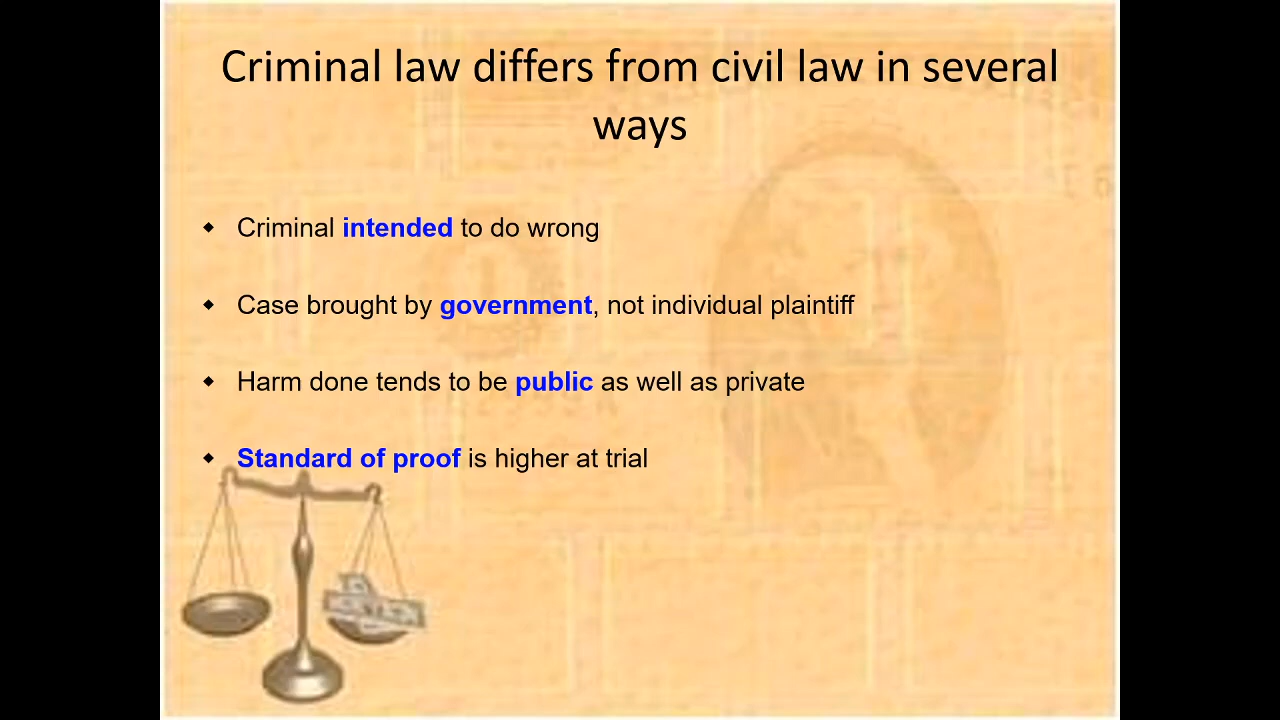 Criminal law differs from civil law in several
ways
◆ Criminal intended to do wrong
◆ Case brought by government, not individual plaintiff
◆ Harm done tends to be public as well as private
◆ Standard of proof is higher at trial